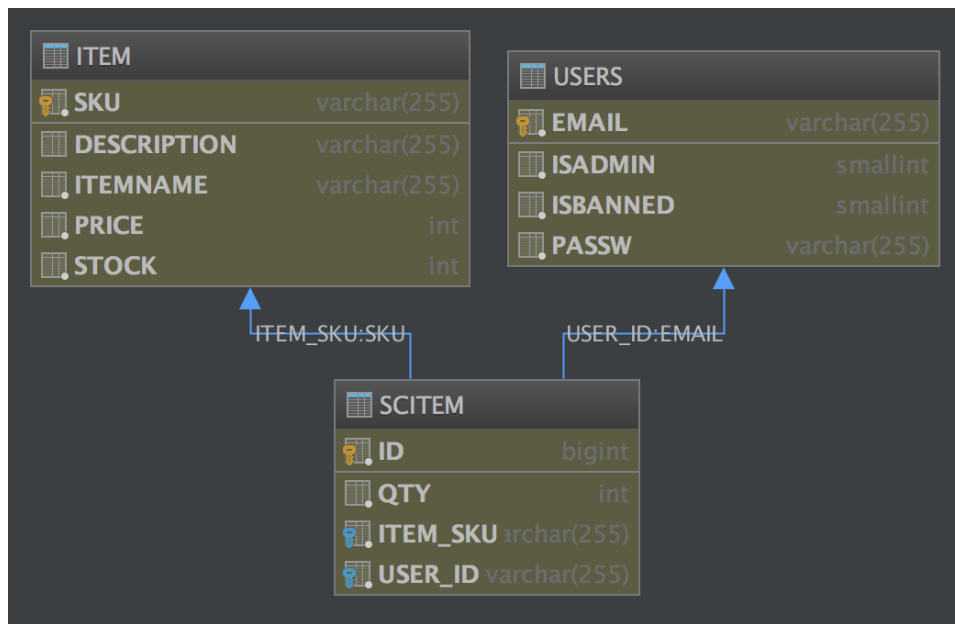 ITEM
SKU varchar(255)
DESCRIPTION varchar(255)
ITEMNAME varchar(255)
PRICE int
STOCK int
USERS
EMAIL varchar(255)
ISADMIN smallint
ISBANNED smallint
PASSW varchar(255)
ITEM_SKU:SKU
USER_ID:EMAIL
SCITEM
ID bigint
QTY int
ITEM_SKU archar(255)
USER_ID varchar(255)